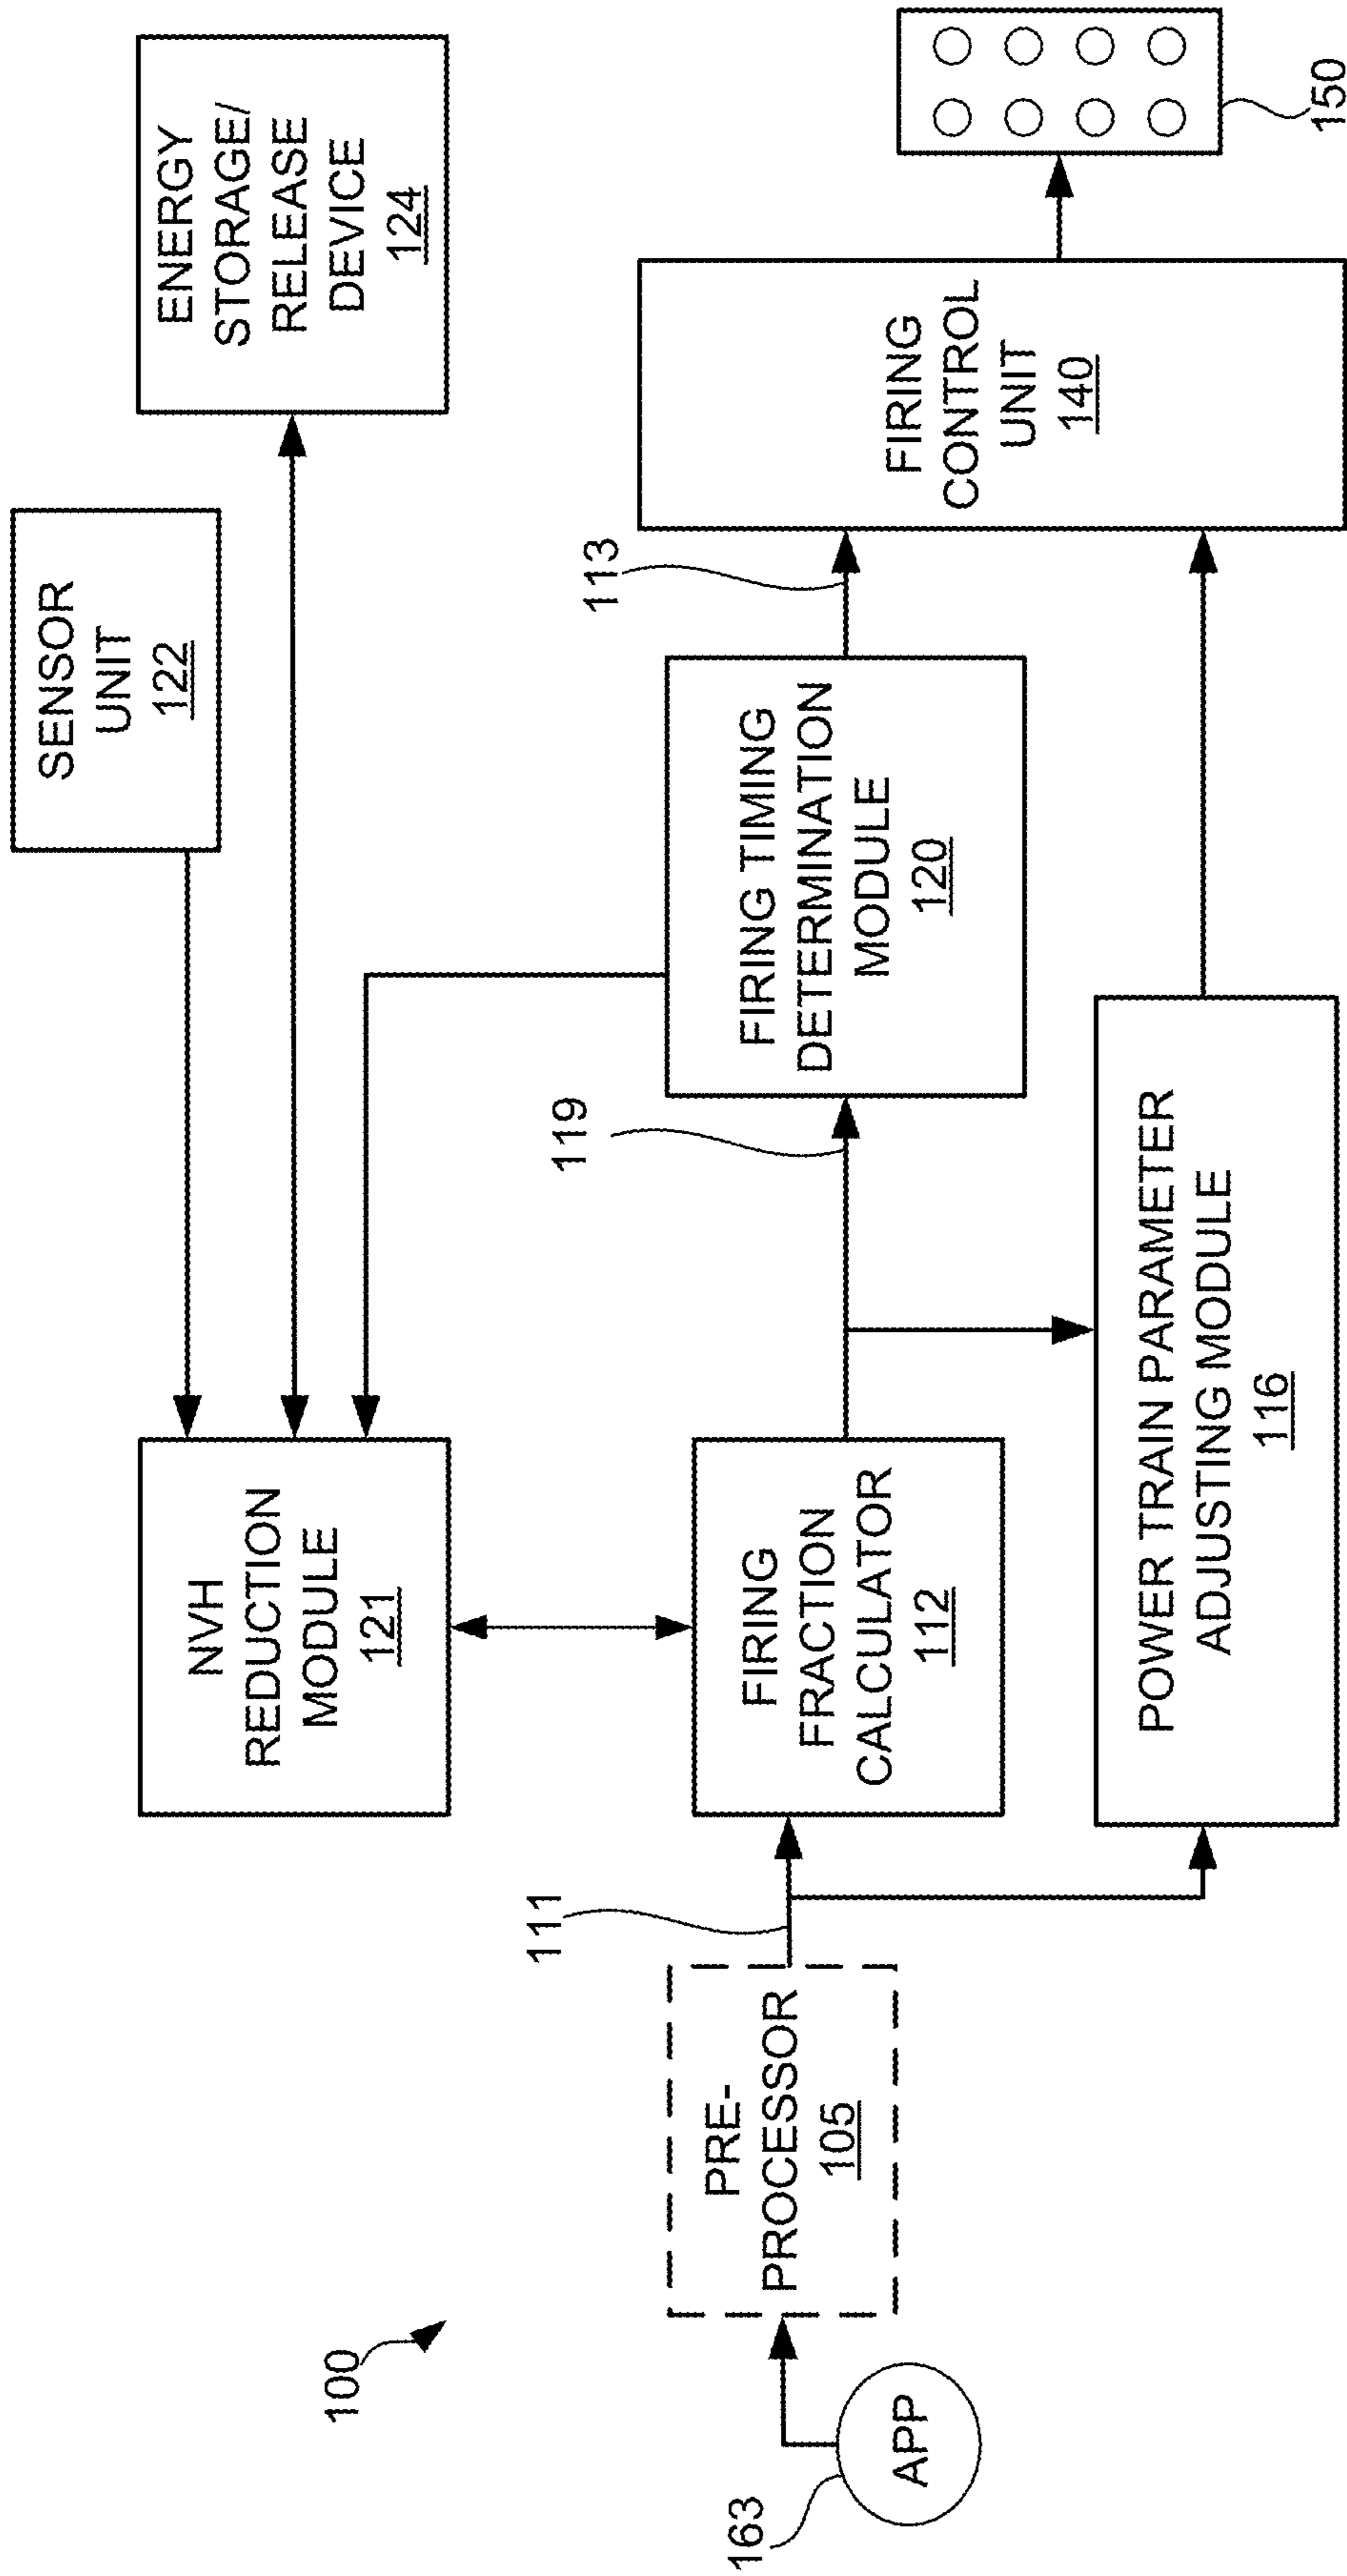 100
SENSOR
UNIT
122
ENERGY
STORAGE/
RELEASE
DEVICE
124
NVH
REDUCTION
MODULE
121
163
APP
PRE-
PROCESSOR
105
111
FIRING
FRACTION
CALCULATOR
112
119
FIRING TIMING
DETERMINATION
MODULE
120
113
FIRING
CONTROL
UNIT
140
150
POWER TRAIN PARAMETER
ADJUSTING MODULE
116